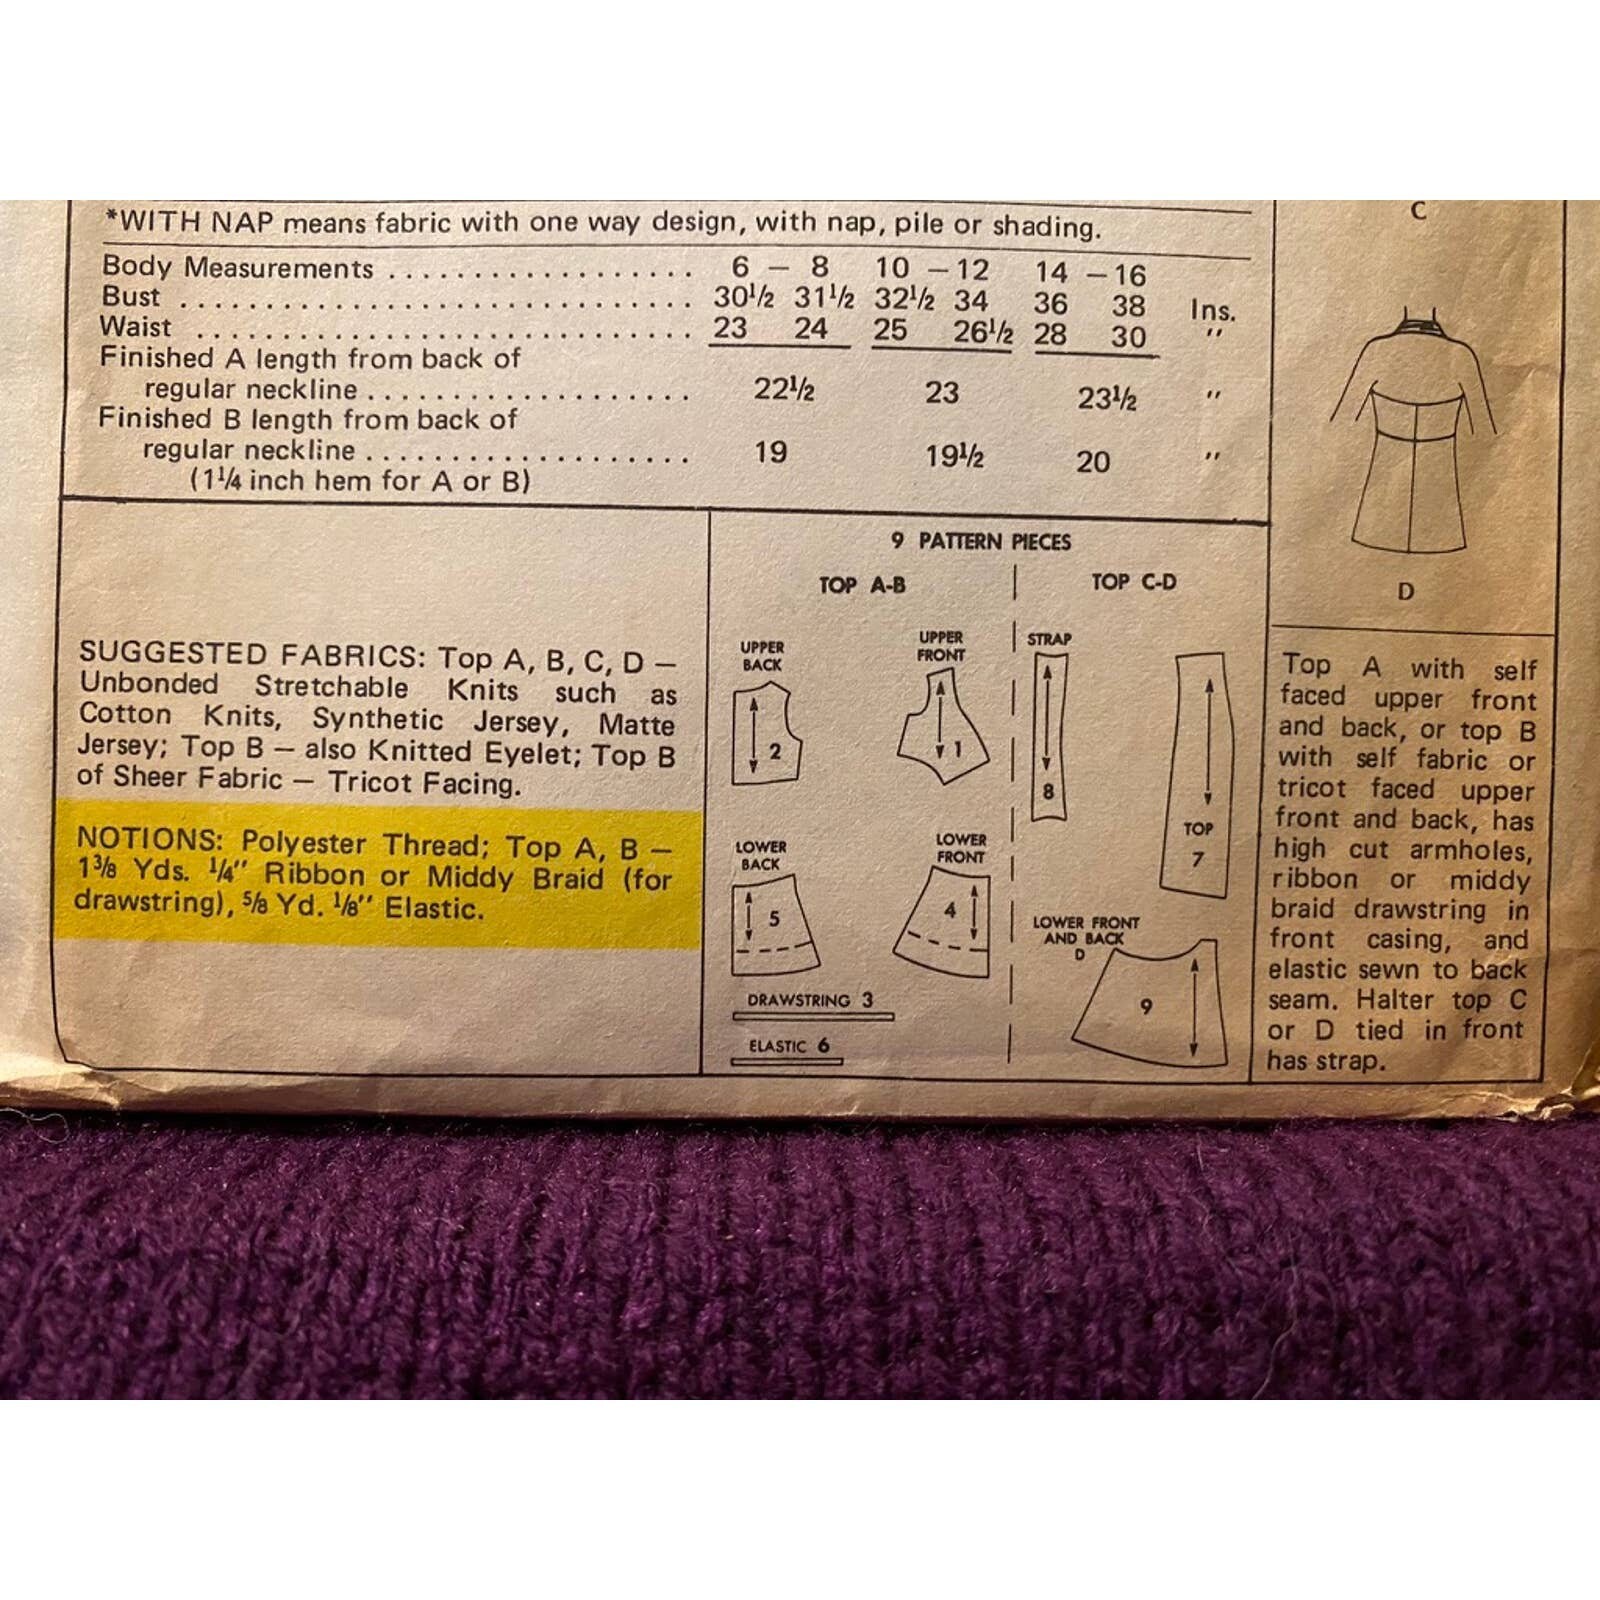 *WITH NAP means fabric with one way design, with nap, pile or shading.
Body Measurements . . . . . . . . . . . . . . . . . . . 6 – 8 10 – 12 14 – 16
Bust . . . . . . . . . . . . . . . . . . . . . . . . . . . . . . . 30½ 31½ 32½ 34 36 38 Ins.
Waist . . . . . . . . . . . . . . . . . . . . . . . . . . . . . . 23 24 25 26½ 28 30 "
Finished A length from back of
regular neckline . . . . . . . . . . . . . . . . . . . . 22½ 23 23½ "
Finished B length from back of
regular neckline . . . . . . . . . . . . . . . . . . . . 19 19½ 20 "
(1¼ inch hem for A or B)
SUGGESTED FABRICS: Top A, B, C, D –
Unbonded Stretchable Knits such as
Cotton Knits, Synthetic Jersey, Matte
Jersey; Top B – also Knitted Eyelet; Top B
of Sheer Fabric – Tricot Facing.
NOTIONS: Polyester Thread; Top A, B –
1⅜ Yds. ¼" Ribbon or Middy Braid (for
drawstring), ⅝ Yd. ⅛" Elastic.
9 PATTERN PIECES
TOP A-B
UPPER
BACK
2
UPPER
FRONT
1
LOWER
BACK
5
LOWER
FRONT
4
DRAWSTRING 3
ELASTIC 6
TOP C-D
STRAP
8
TOP
7
LOWER FRONT
AND BACK
D
9
C
D
Top A with self
faced upper front
and back, or top B
with self fabric or
tricot faced upper
front and back, has
high cut armholes,
ribbon or middy
braid drawstring in
front casing, and
elastic sewn to back
seam. Halter top C
or D tied in front
has strap.